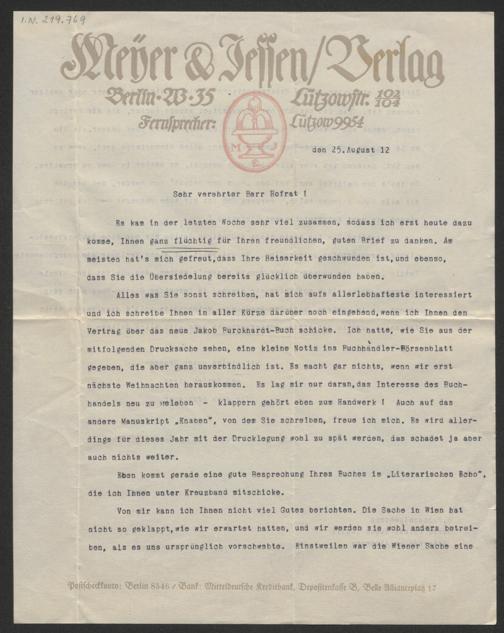 I.N. 219.769
Meyer & Jessen / Verlag
Berlin·W·35 Lützowstr. 102/104
Fernsprecher: Lützow 9954
M J
den 25.August 12
Sehr verehrter Herr Hofrat !
Es kam in der letzten Woche sehr viel zusammen, sodass ich erst heute dazu
komme, Ihnen ganz flüchtig für Ihren freundlichen, guten Brief zu danken. Am
meisten hat's mich gefreut,dass Ihre Heiserkeit geschwunden ist,und ebenso,
dass Sie die Übersiedelung bereits glücklich überwunden haben.
Alles was Sie sonst schreiben, hat mich aufs allerlebhafteste interessiert
und ich schreibe Ihnen in aller Kürze darüber noch eingehend,wenn ich Ihnen den
Vertrag über das neue Jakob Burckhardt-Buch schicke. Ich hatte, wie Sie aus der
mitfolgenden Drucksache sehen, eine kleine Notiz ins Buchhändler-Börsenblatt
gegeben, die aber ganz unverbindlich ist. Es macht gar nichts, wenn wir erst
nächste Weihnachten herauskommen. Es lag mir nur daran,das Interesse des Buch-
handels neu zu beleben - klappern gehört eben zum Handwerk ! Auch auf das
andere Manuskript „Knaben", von dem Sie schreiben, freue ich mich. Es wird aller-
dings für dieses Jahr mit der Drucklegung wohl zu spät werden, das schadet ja aber
auch nichts weiter.
Eben kommt gerade eine gute Besprechung Ihres Buches im „Literarischen Echo",
die ich Ihnen unter Kreuzband mitschicke.
Von mir kann ich Ihnen nicht viel Gutes berichten. Die Sache in Wien hat
nicht so geklappt,wie wir erwartet hatten, und wir werden sie wohl anders betrei-
ben, als es uns ursprünglich vorschwebte. Einstweilen war die Wiener Sache eine
Postscheckkonto: Berlin 8546 / Bank: Mitteldeutsche Kreditbank, Depositenkasse B, Belle Allianceplatz 17